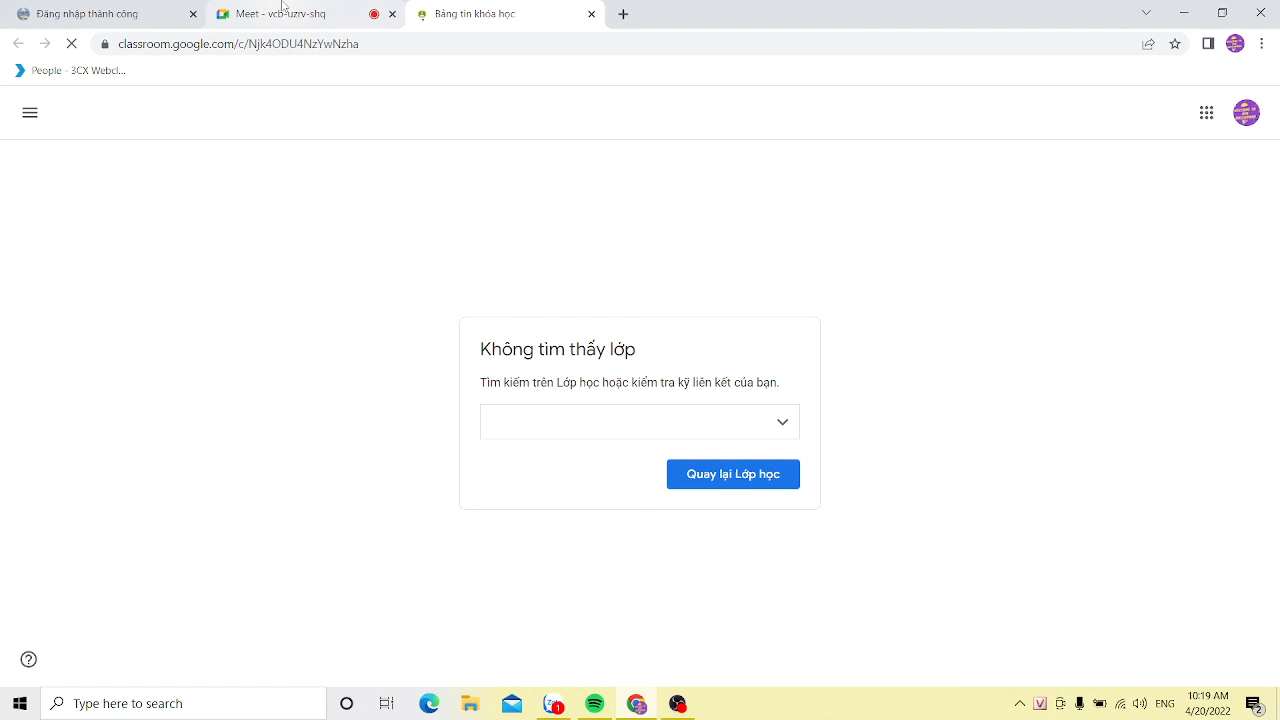 Đăng nhập thành công
Meet - vcb-uzrv-shq
Bảng tin khóa học
classroom.google.com/c/Njk4ODU4NzYwNzha
People - 3CX Webcl...
Không tìm thấy lớp
Tìm kiếm trên Lớp học hoặc kiểm tra kỹ liên kết của bạn.
Quay lại Lớp học
Type here to search
1
V
ENG
10:19 AM
4/20/2022
2